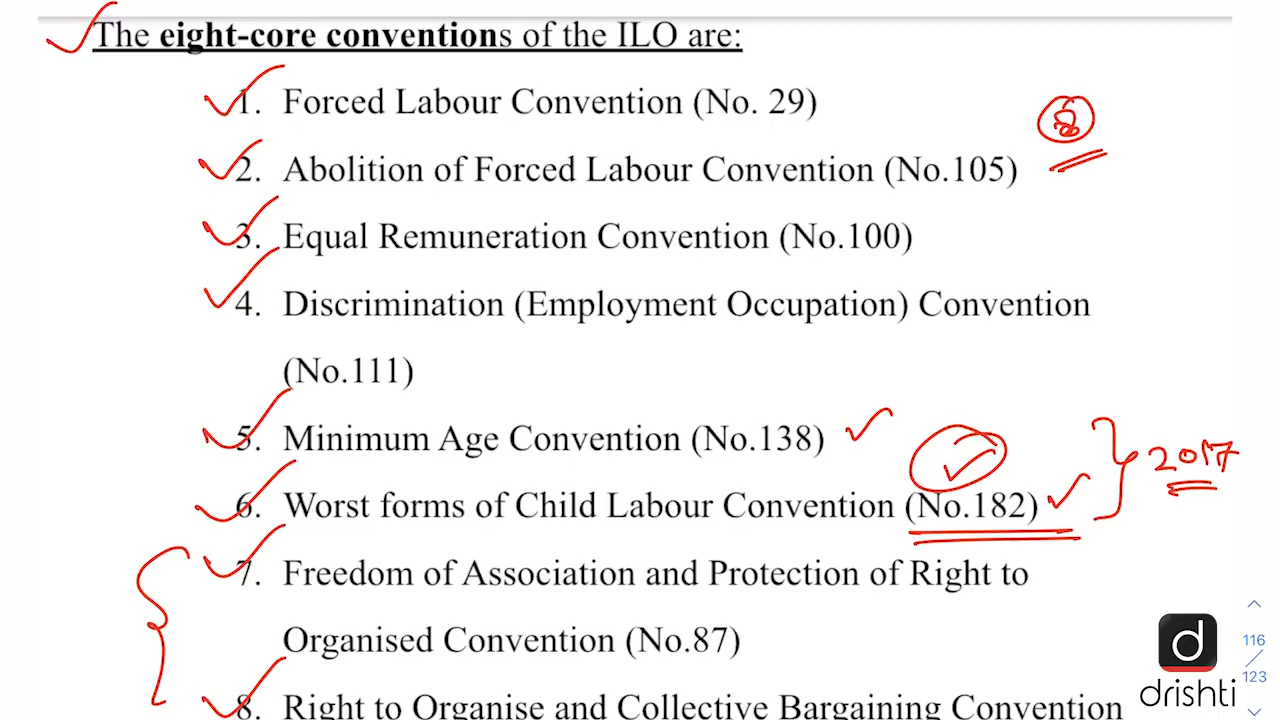 The eight-core conventions of the ILO are:
1. Forced Labour Convention (No. 29)
2. Abolition of Forced Labour Convention (No.105)
3. Equal Remuneration Convention (No.100)
4. Discrimination (Employment Occupation) Convention
(No.111)
5. Minimum Age Convention (No.138)
6. Worst forms of Child Labour Convention (No.182)
2017
7. Freedom of Association and Protection of Right to
Organised Convention (No.87)
8. Right to Organise and Collective Bargaining Convention
116
123
d
drishti